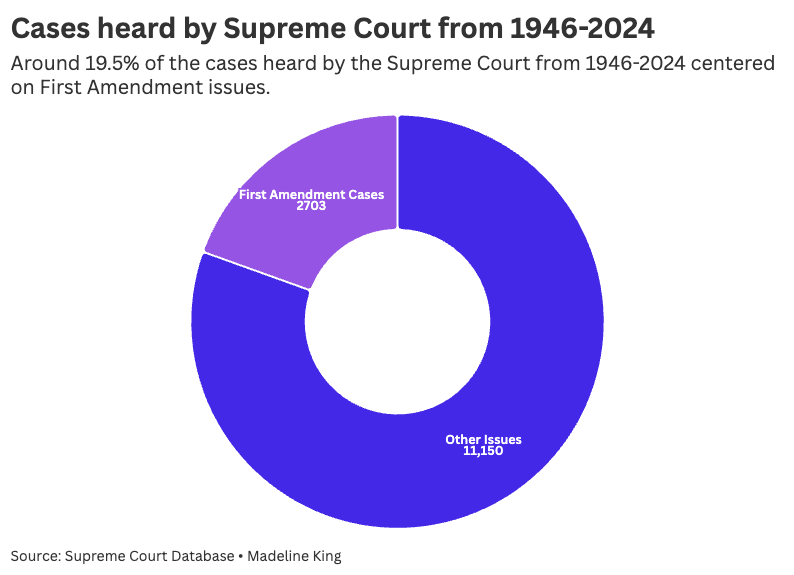 Cases heard by Supreme Court from 1946-2024
Around 19.5% of the cases heard by the Supreme Court from 1946-2024 centered
on First Amendment issues.
First Amendment Cases
2703
Other Issues
11,150
Source: Supreme Court Database • Madeline King